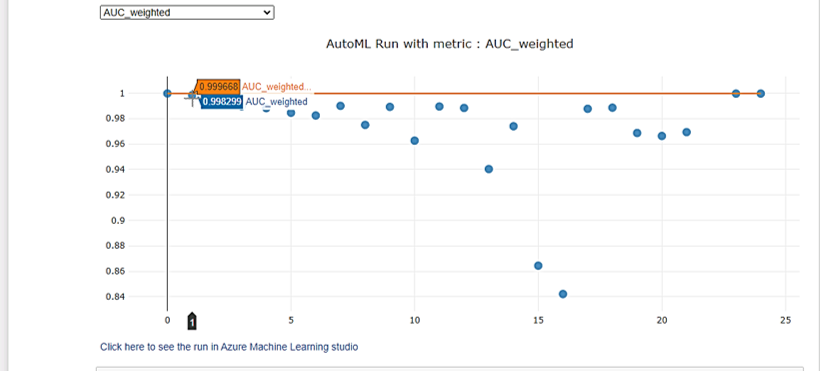 AUC_weighted
AutoML Run with metric : AUC_weighted
0.999668 AUC_weighted...
0.998299 AUC_weighted
1
0.98
0.96
0.94
0.92
0.9
0.88
0.86
0.84
0 1 5 10 15 20 25
Click here to see the run in Azure Machine Learning studio